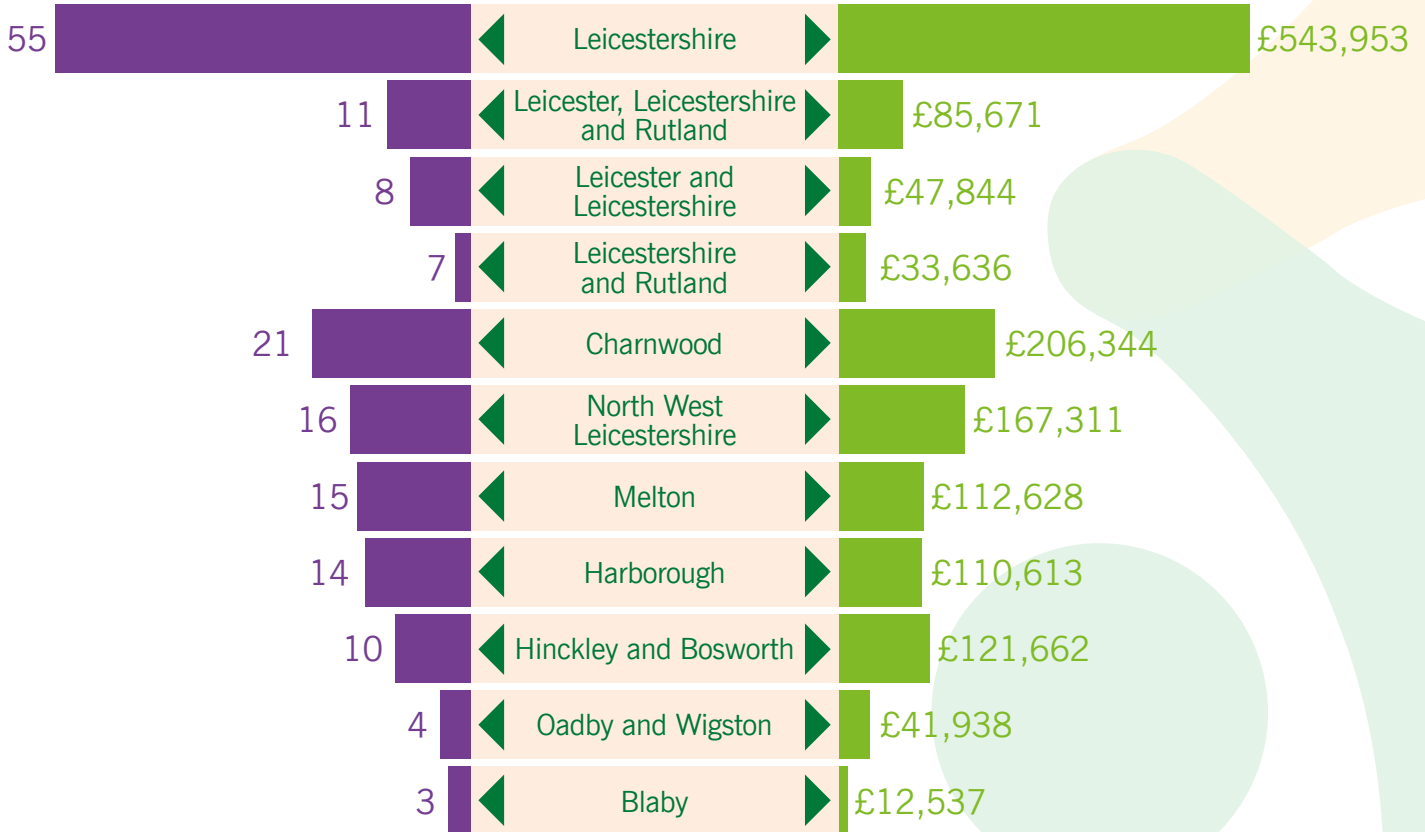 55 Leicestershire £543,953
11 Leicester, Leicestershire
and Rutland £85,671
8 Leicester and
Leicestershire £47,844
7 Leicestershire
and Rutland £33,636
21 Charnwood £206,344
16 North West
Leicestershire £167,311
15 Melton £112,628
14 Harborough £110,613
10 Hinckley and Bosworth £121,662
4 Oadby and Wigston £41,938
3 Blaby £12,537